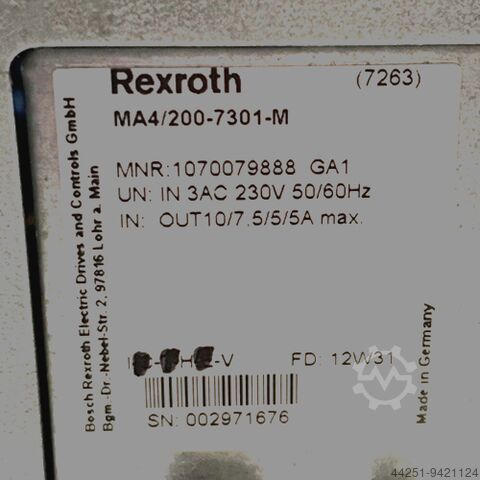 Rexroth (7263)
MA4/200-7301-M
MNR:1070079888 GA1
UN: IN 3AC 230V 50/60Hz
IN: OUT10/7,5/5/5A max.
-V FD: 12W31
SN: 002971676
Bosch Rexroth Electric Drives and Controls GmbH
Bgm.-Dr.-Nebel-Str. 2, 97816 Lohr a. Main
Made in Germany
44251-9421124